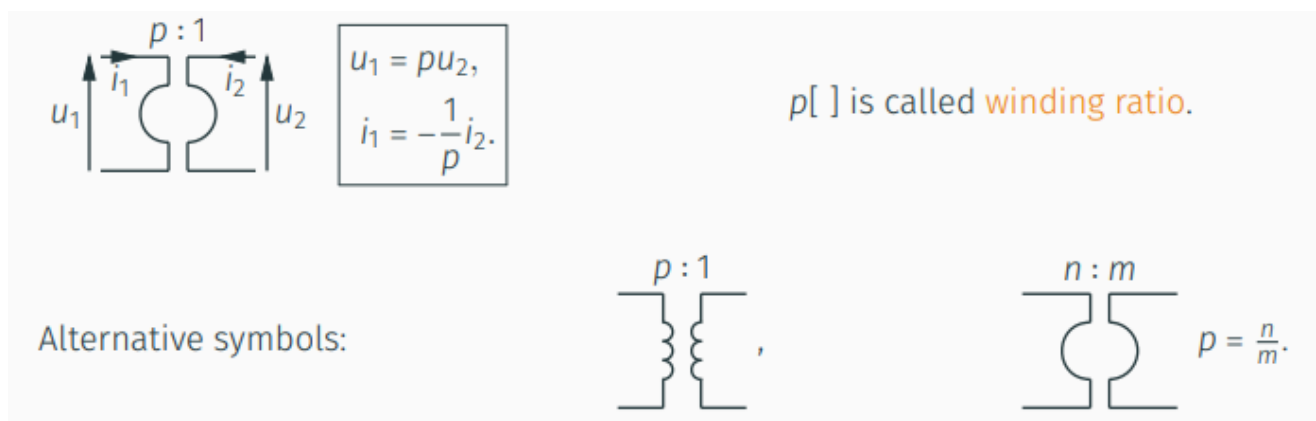 p : 1
i₁
i₂
u₁
u₂
u₁ = pu₂,
i₁ = −1/p i₂.
p[ ] is called winding ratio.
Alternative symbols:
p : 1
,
n : m
p = n/m.